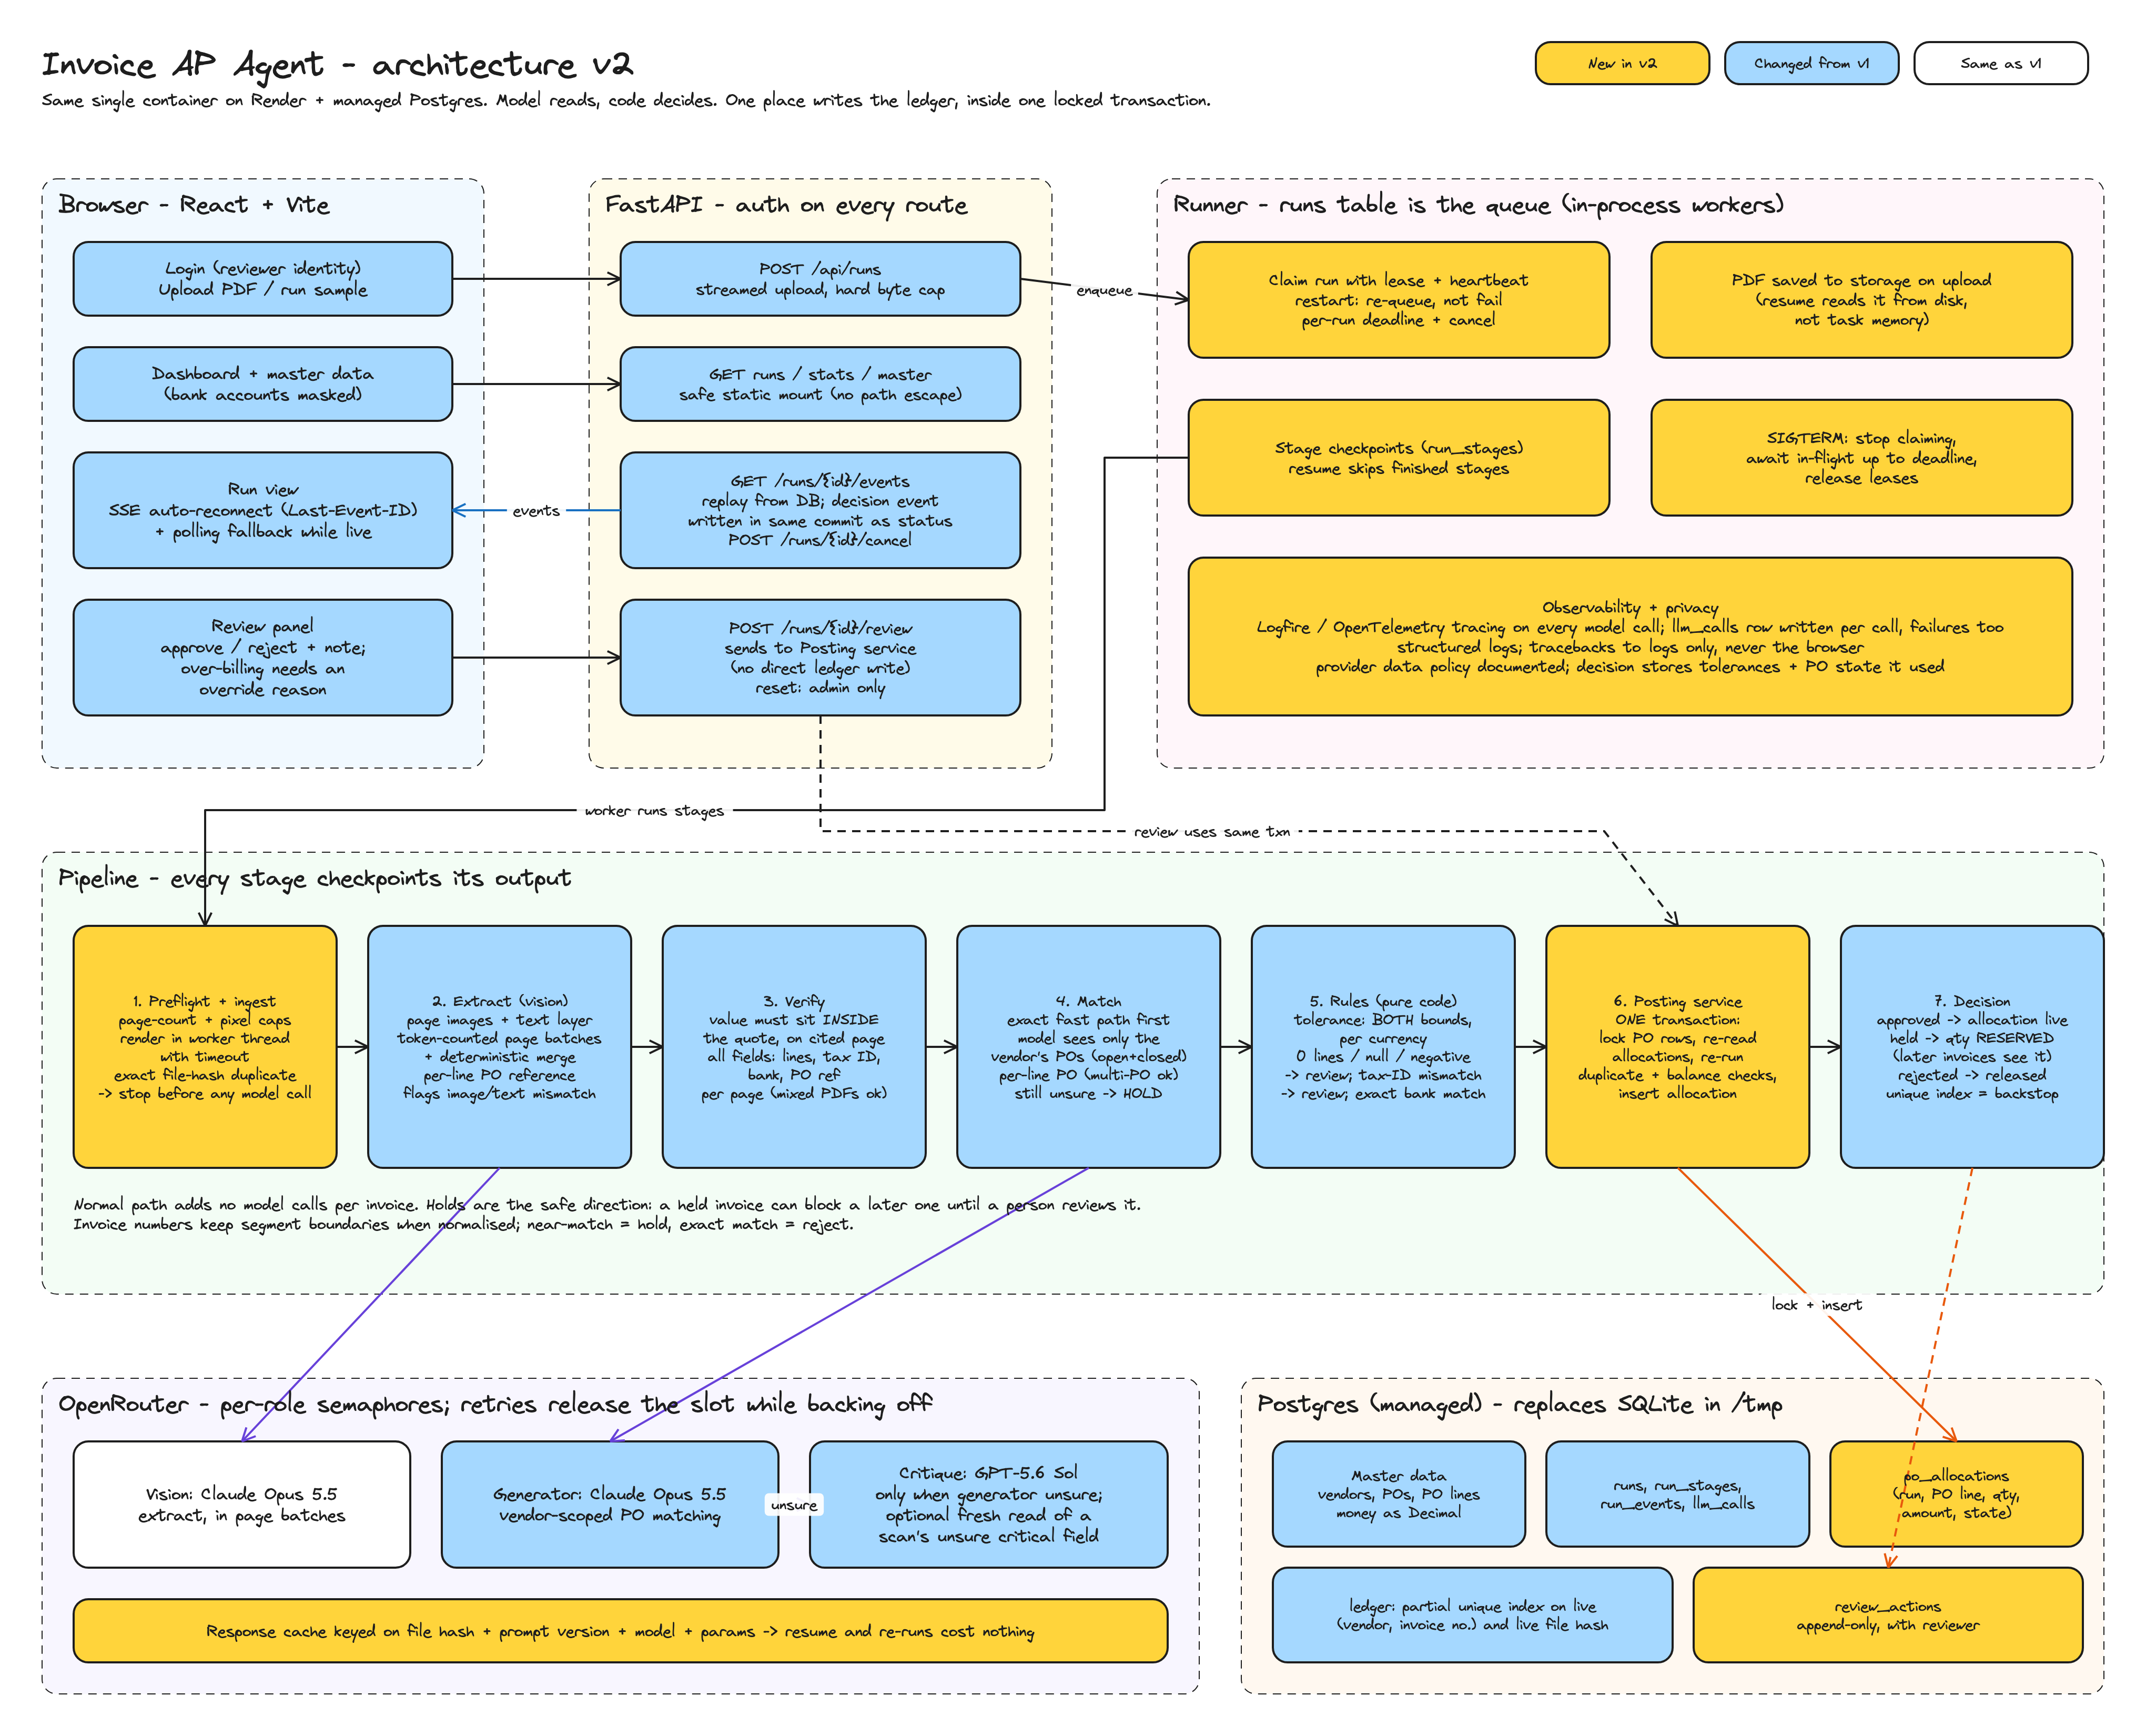 Invoice AP Agent - architecture v2
Same single container on Render + managed Postgres. Model reads, code decides. One place writes the ledger, inside one locked transaction.
New in v2
Changed from v1
Same as v1
Browser - React + Vite
Login (reviewer identity)
Upload PDF / run sample
Dashboard + master data
(bank accounts masked)
Run view
SSE auto-reconnect (Last-Event-ID)
+ polling fallback while live
Review panel
approve / reject + note;
over-billing needs an
override reason
events
FastAPI - auth on every route
POST /api/runs
streamed upload, hard byte cap
GET runs / stats / master
safe static mount (no path escape)
GET /runs/{id}/events
replay from DB; decision event
written in same commit as status
POST /runs/{id}/cancel
POST /runs/{id}/review
sends to Posting service
(no direct ledger write)
reset: admin only
enqueue
Runner - runs table is the queue (in-process workers)
Claim run with lease + heartbeat
restart: re-queue, not fail
per-run deadline + cancel
PDF saved to storage on upload
(resume reads it from disk,
not task memory)
Stage checkpoints (run_stages)
resume skips finished stages
SIGTERM: stop claiming,
await in-flight up to deadline,
release leases
Observability + privacy
Logfire / OpenTelemetry tracing on every model call; llm_calls row written per call, failures too
structured logs; tracebacks to logs only, never the browser
provider data policy documented; decision stores tolerances + PO state it used
worker runs stages
review uses same txn
Pipeline - every stage checkpoints its output
1. Preflight + ingest
page-count + pixel caps
render in worker thread
with timeout
exact file-hash duplicate
-> stop before any model call
2. Extract (vision)
page images + text layer
token-counted page batches
+ deterministic merge
per-line PO reference
flags image/text mismatch
3. Verify
value must sit INSIDE
the quote, on cited page
all fields: lines, tax ID,
bank, PO ref
per page (mixed PDFs ok)
4. Match
exact fast path first
model sees only the
vendor's POs (open+closed)
per-line PO (multi-PO ok)
still unsure -> HOLD
5. Rules (pure code)
tolerance: BOTH bounds,
per currency
0 lines / null / negative
-> review; tax-ID mismatch
-> review; exact bank match
6. Posting service
ONE transaction:
lock PO rows, re-read
allocations, re-run
duplicate + balance checks,
insert allocation
7. Decision
approved -> allocation live
held -> qty RESERVED
(later invoices see it)
rejected -> released
unique index = backstop
Normal path adds no model calls per invoice. Holds are the safe direction: a held invoice can block a later one until a person reviews it.
Invoice numbers keep segment boundaries when normalised; near-match = hold, exact match = reject.
lock + insert
OpenRouter - per-role semaphores; retries release the slot while backing off
Vision: Claude Opus 5.5
extract, in page batches
Generator: Claude Opus 5.5
vendor-scoped PO matching
unsure
Critique: GPT-5.6 Sol
only when generator unsure;
optional fresh read of a
scan's unsure critical field
Response cache keyed on file hash + prompt version + model + params -> resume and re-runs cost nothing
Postgres (managed) - replaces SQLite in /tmp
Master data
vendors, POs, PO lines
money as Decimal
runs, run_stages,
run_events, llm_calls
po_allocations
(run, PO line, qty,
amount, state)
ledger: partial unique index on live
(vendor, invoice no.) and live file hash
review_actions
append-only, with reviewer